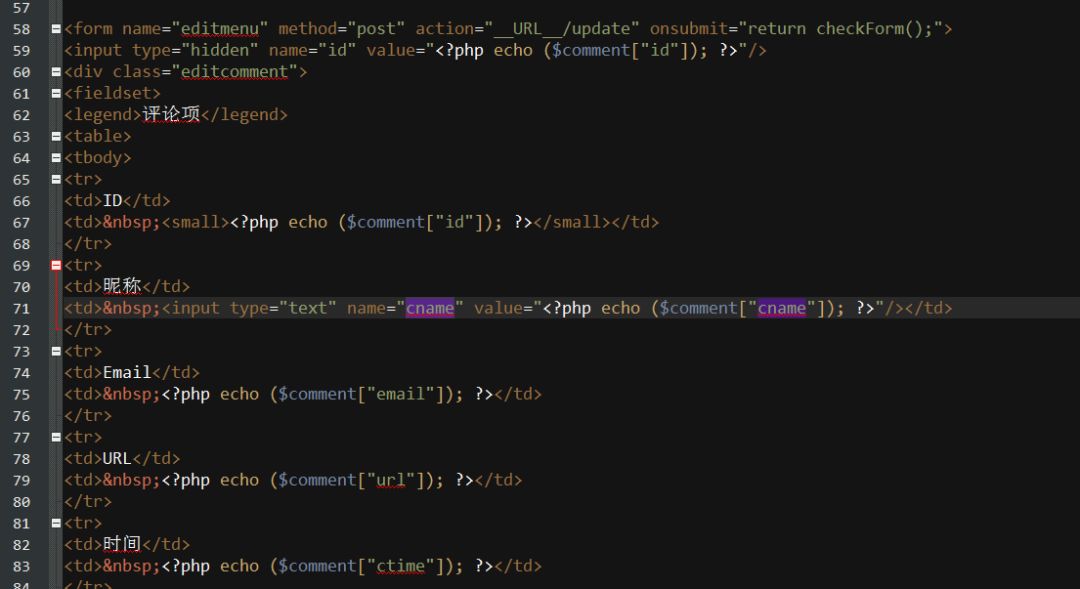 57
58 <form name="editmenu" method="post" action="__URL__/update" onsubmit="return checkForm();">
59 <input type="hidden" name="id" value="<?php echo ($comment["id"]); ?>"/>
60 <div class="editcomment">
61 <fieldset>
62 <legend>评论项</legend>
63 <table>
64 <tbody>
65 <tr>
66 <td>ID</td>
67 <td>&nbsp;<small><?php echo ($comment["id"]); ?></small></td>
68 </tr>
69 <tr>
70 <td>昵称</td>
71 <td>&nbsp;<input type="text" name="cname" value="<?php echo ($comment["cname"]); ?>"/></td>
72 </tr>
73 <tr>
74 <td>Email</td>
75 <td>&nbsp;<?php echo ($comment["email"]); ?></td>
76 </tr>
77 <tr>
78 <td>URL</td>
79 <td>&nbsp;<?php echo ($comment["url"]); ?></td>
80 </tr>
81 <tr>
82 <td>时间</td>
83 <td>&nbsp;<?php echo ($comment["ctime"]); ?></td>
84 </tr>